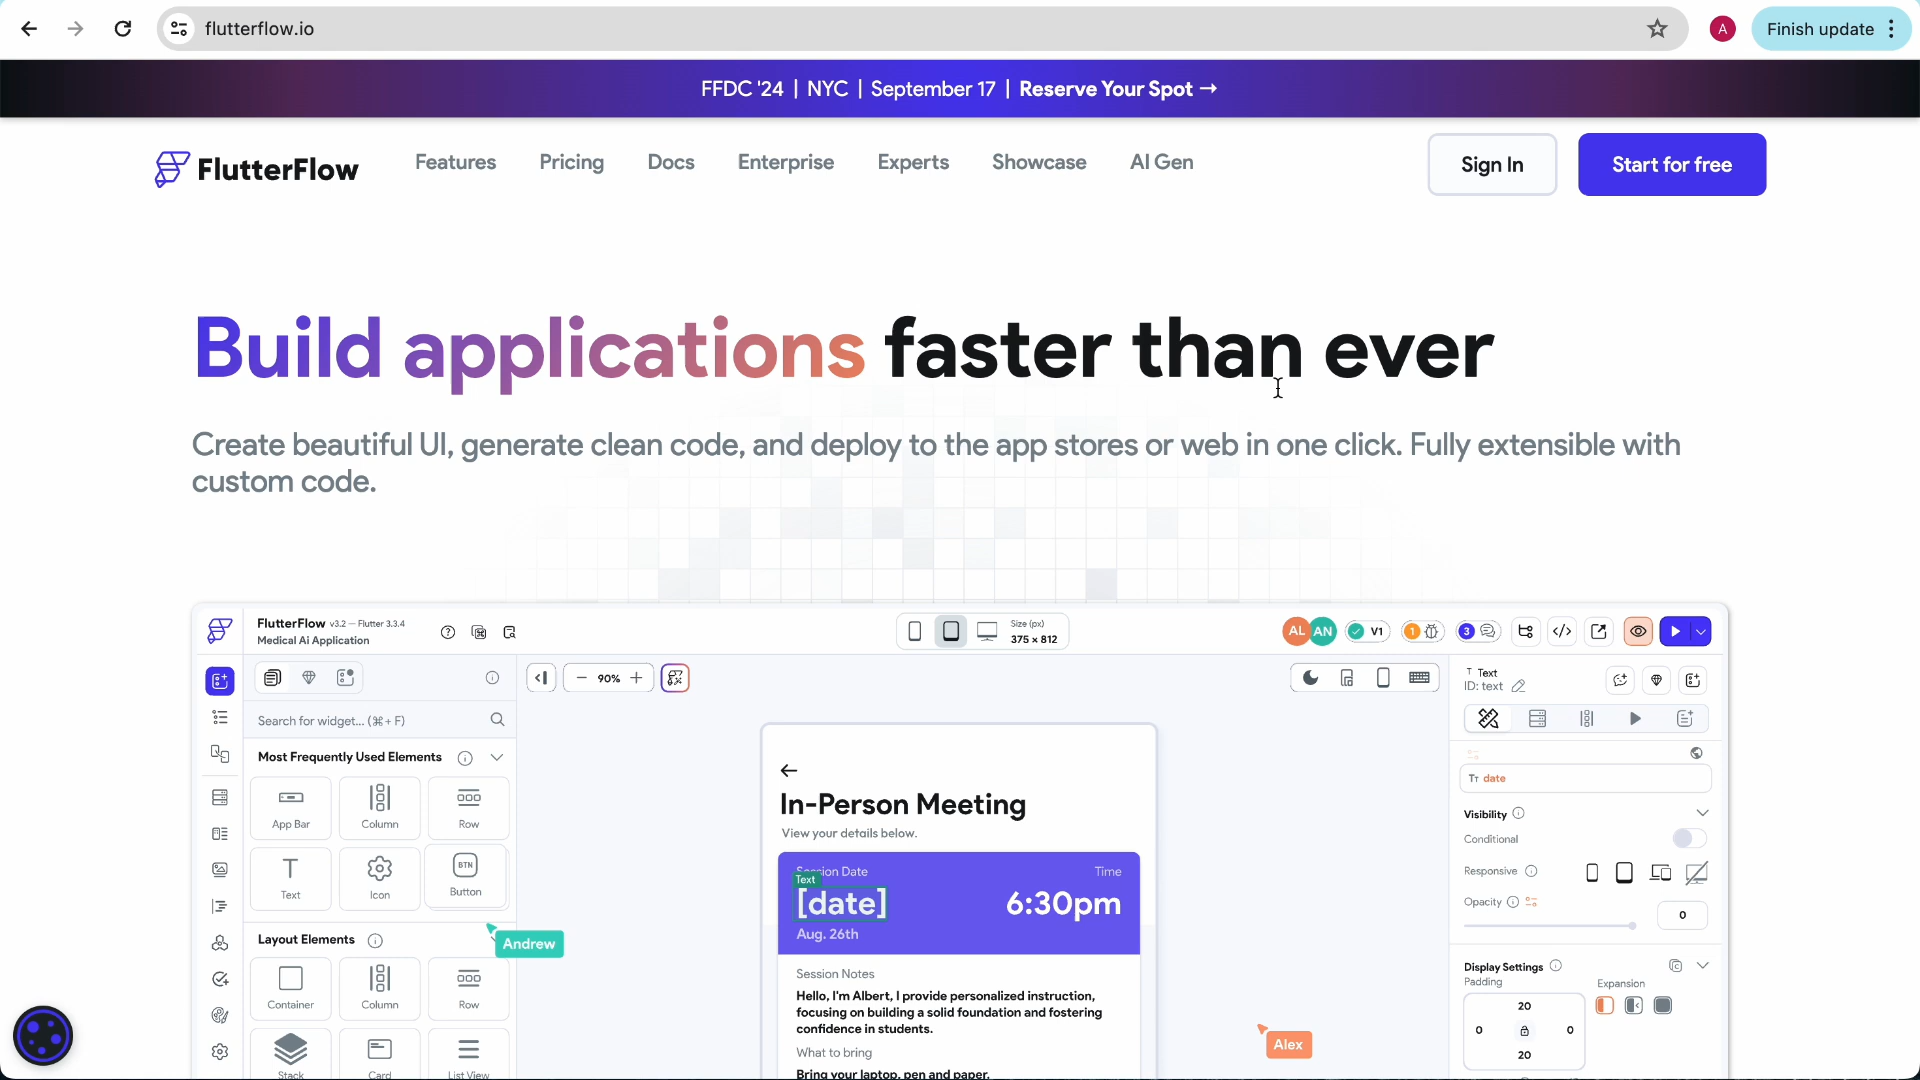 flutterflow.io
A
Finish update
FFDC '24 | NYC | September 17 | Reserve Your Spot →
FlutterFlow
Features
Pricing
Docs
Enterprise
Experts
Showcase
AI Gen
Sign In
Start for free
Build applications faster than ever
Create beautiful UI, generate clean code, and deploy to the app stores or web in one click. Fully extensible with
custom code.
FlutterFlow v3.2 — Flutter 3.3.4
Medical Ai Application
Size (px)
375 x 812
AL
AN
V1
1
3
90%
Search for widget... (⌘+ F)
Most Frequently Used Elements
App Bar
Column
Row
Text
Icon
BTN
Button
Layout Elements
Andrew
Container
Column
Row
Stack
Card
List View
In-Person Meeting
View your details below.
Session Date
Time
Text
[date]
6:30pm
Aug. 26th
Session Notes
Hello, I'm Albert, I provide personalized instruction,
focusing on building a solid foundation and fostering
confidence in students.
What to bring
Bring your laptop, pen and paper.
Alex
Text
ID: text
date
Visibility
Conditional
Responsive
Opacity
0
Display Settings
Padding
Expansion
20
0
0
20